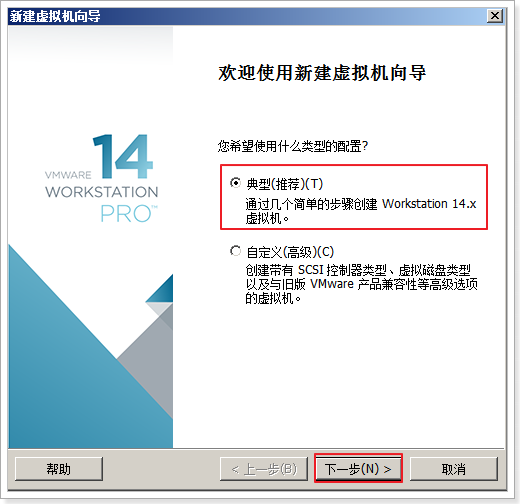 新建虚拟机向导
欢迎使用新建虚拟机向导
VMWARE 14
WORKSTATION
PRO™
您希望使用什么类型的配置?
典型(推荐)(T)
通过几个简单的步骤创建 Workstation 14.x
虚拟机。
自定义(高级)(C)
创建带有 SCSI 控制器类型、虚拟磁盘类型
以及与旧版 VMware 产品兼容性等高级选项
的虚拟机。
帮助
< 上一步(B)
下一步(N) >
取消